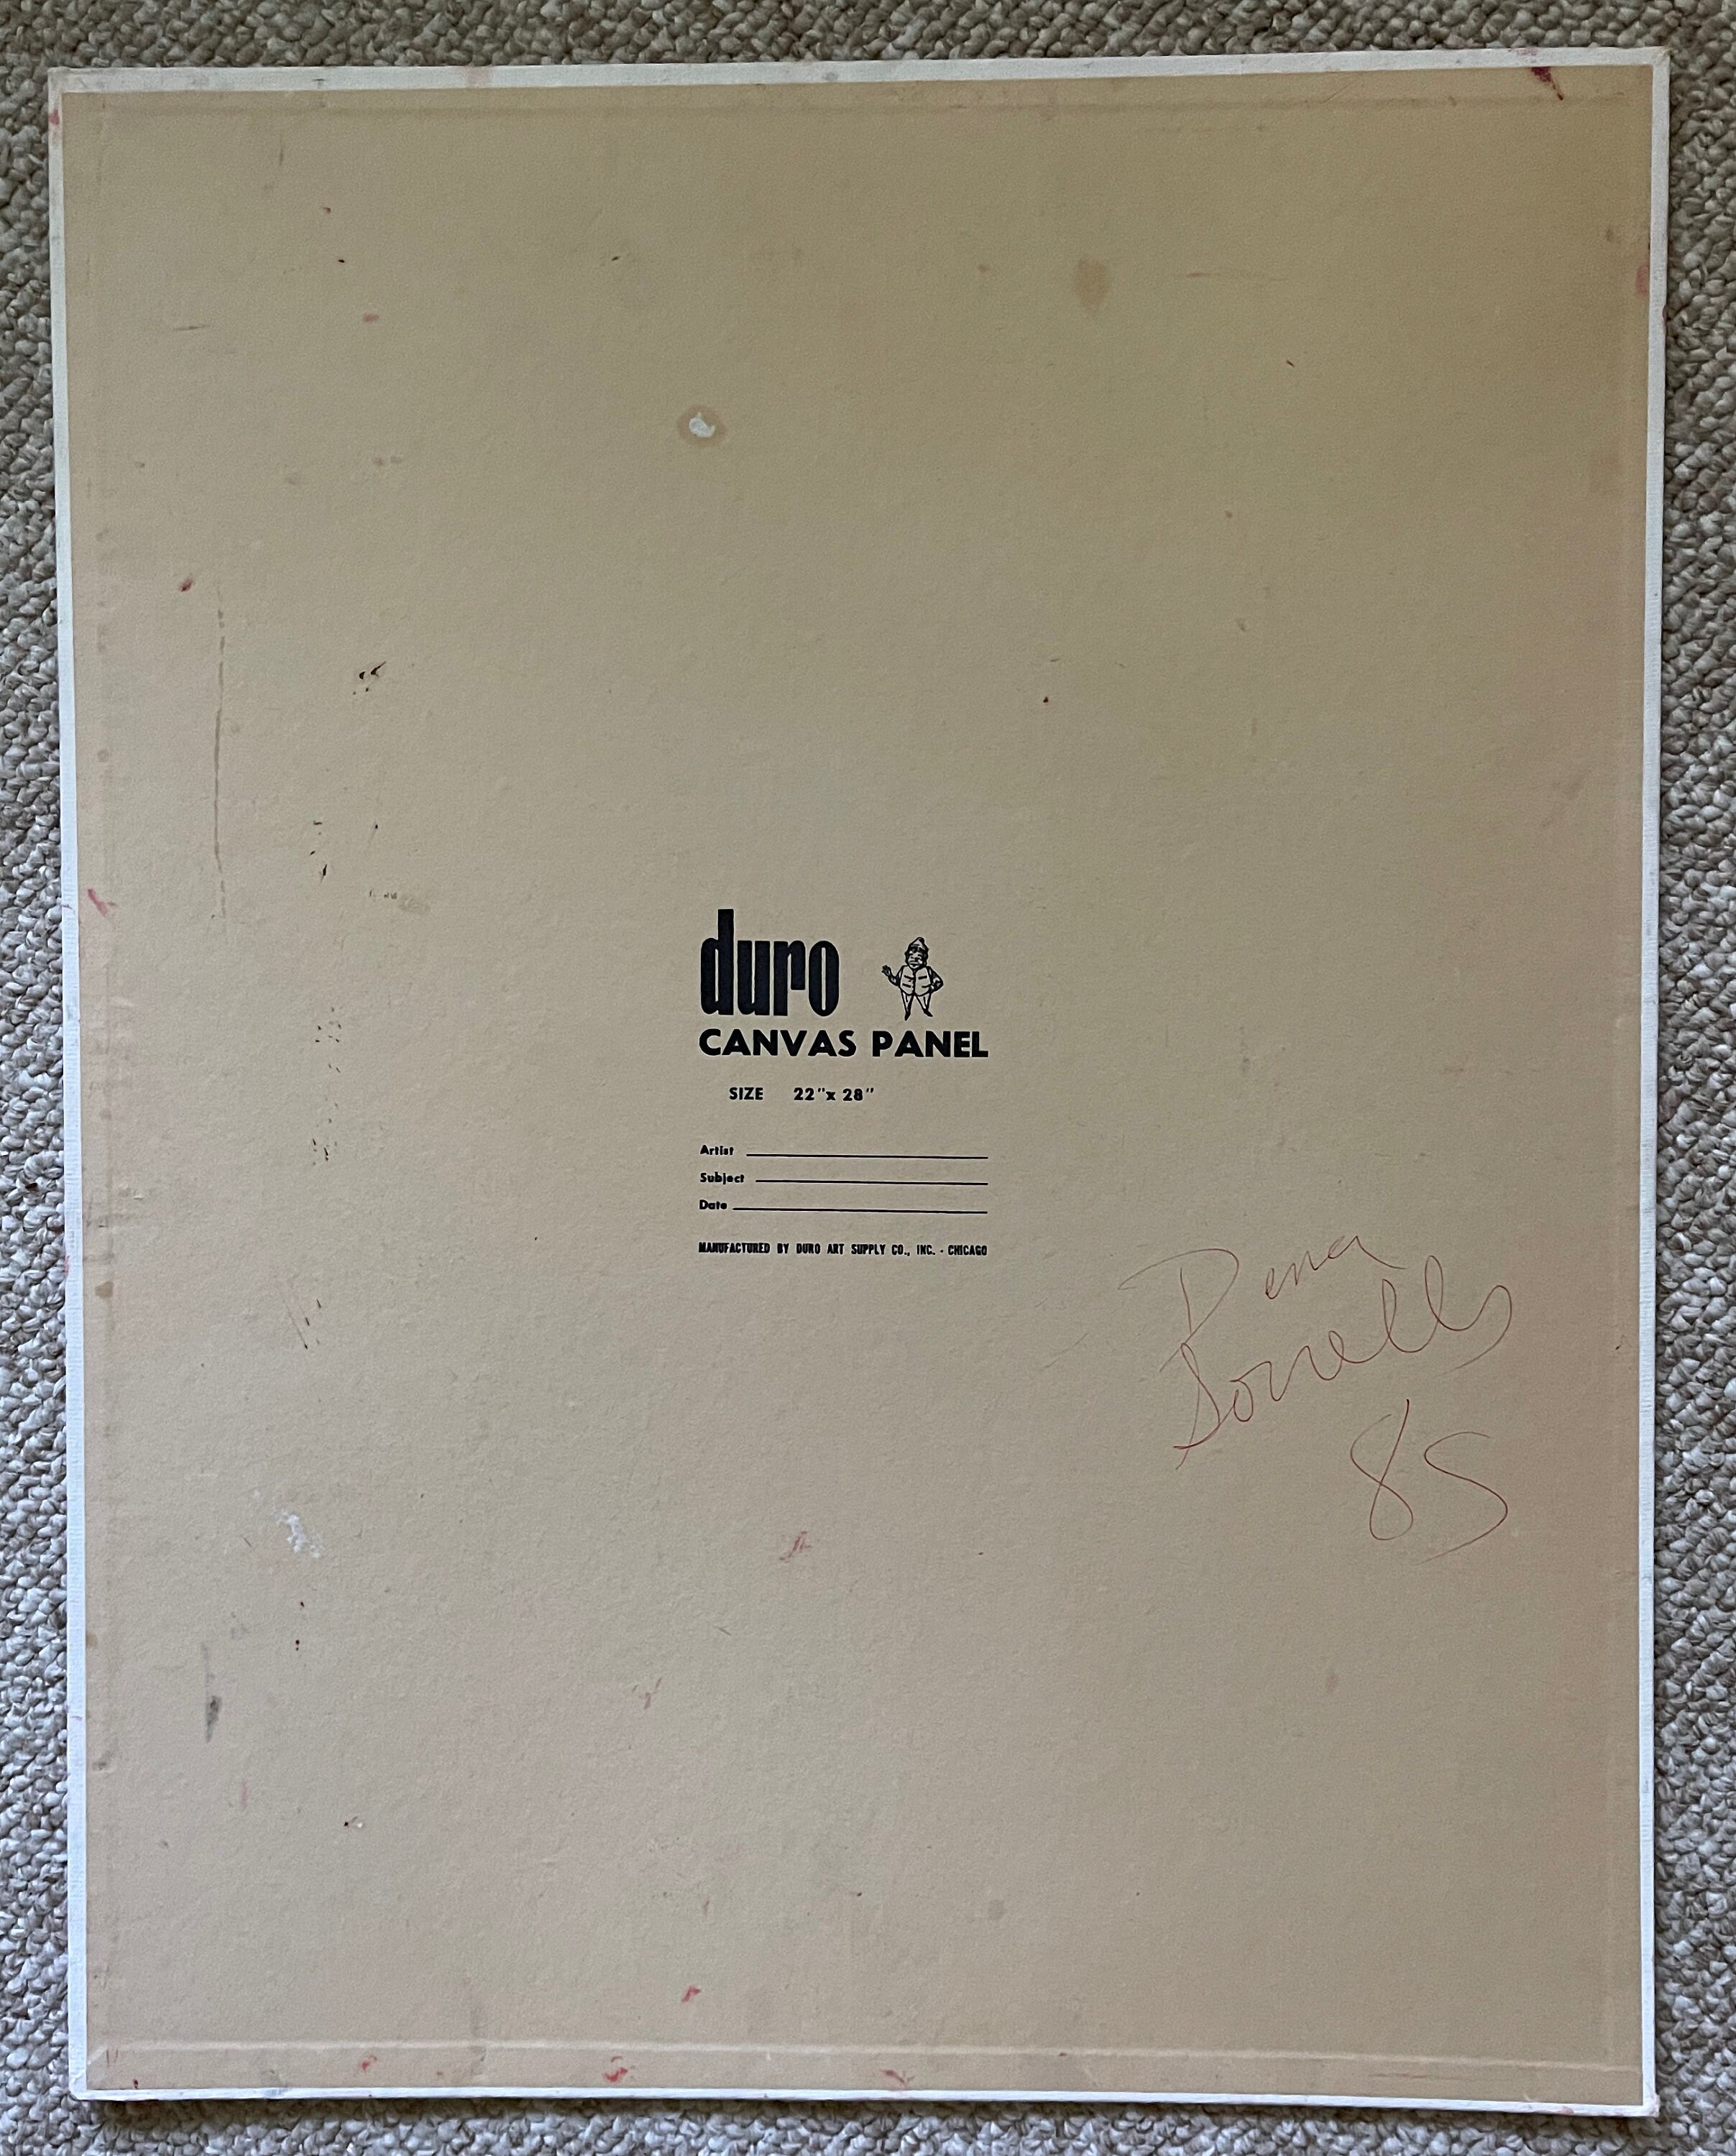 duro
CANVAS PANEL
SIZE 22"x 28"
Artist
Subject
Date
MANUFACTURED BY DURO ART SUPPLY CO., INC. - CHICAGO
Dena
Sorrells
85